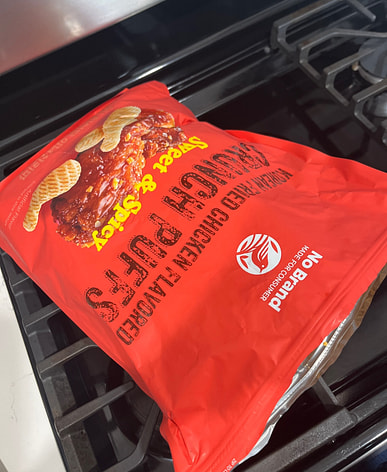 No Brand
MADE FOR CONSUMER
KOREAN FRIED CHICKEN FLAVORED
CRUNCH PUFFS
Sweet & Spicy